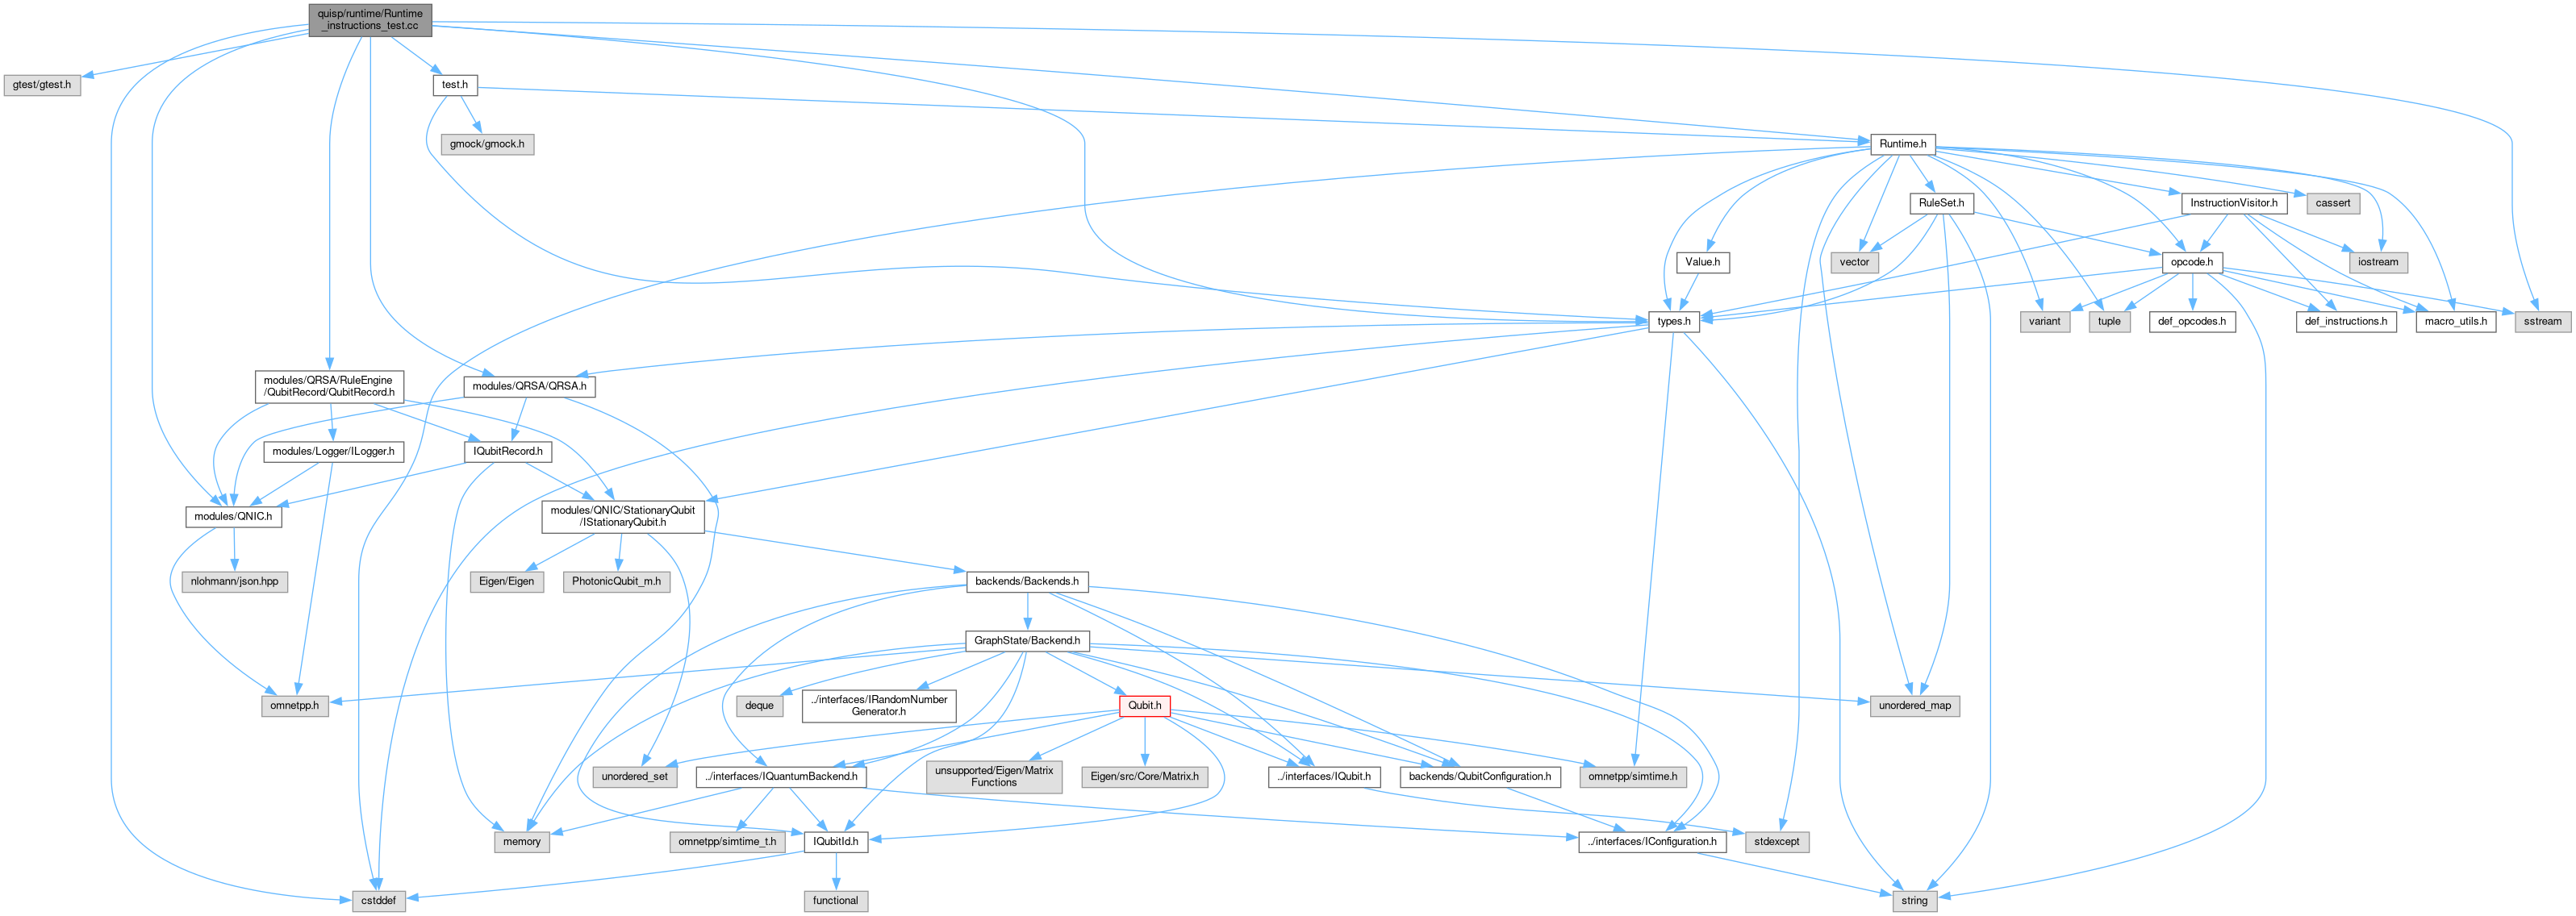 quisp/runtime/Runtime
_instructions_test.cc
gtest/gtest.h
test.h
gmock/gmock.h
Runtime.h
RuleSet.h
InstructionVisitor.h
cassert
Value.h
vector
opcode.h
iostream
types.h
variant
tuple
def_opcodes.h
def_instructions.h
macro_utils.h
sstream
modules/QRSA/RuleEngine
/QubitRecord/QubitRecord.h
modules/QRSA/QRSA.h
modules/Logger/ILogger.h
IQubitRecord.h
modules/QNIC.h
modules/QNIC/StationaryQubit
/IStationaryQubit.h
nlohmann/json.hpp
Eigen/Eigen
PhotonicQubit_m.h
backends/Backends.h
GraphState/Backend.h
omnetpp.h
deque
../interfaces/IRandomNumber
Generator.h
Qubit.h
unordered_map
unordered_set
../interfaces/IQuantumBackend.h
unsupported/Eigen/Matrix
Functions
Eigen/src/Core/Matrix.h
../interfaces/IQubit.h
backends/QubitConfiguration.h
omnetpp/simtime.h
memory
omnetpp/simtime_t.h
IQubitId.h
../interfaces/IConfiguration.h
stdexcept
cstddef
functional
string